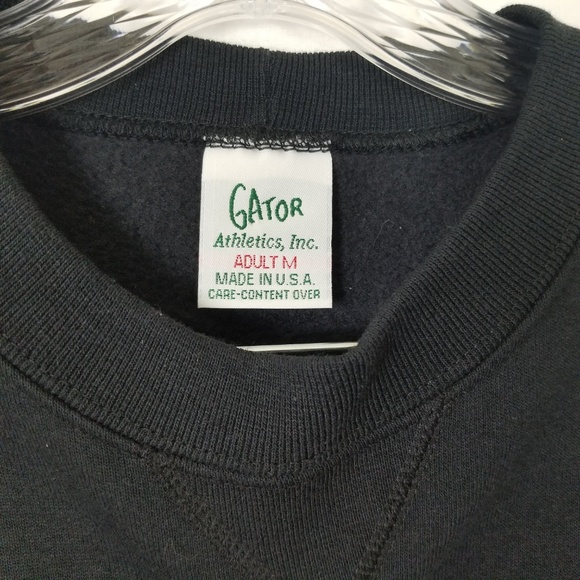 GATOR
Athletics, Inc.
ADULT M
MADE IN U.S.A.
CARE-CONTENT OVER